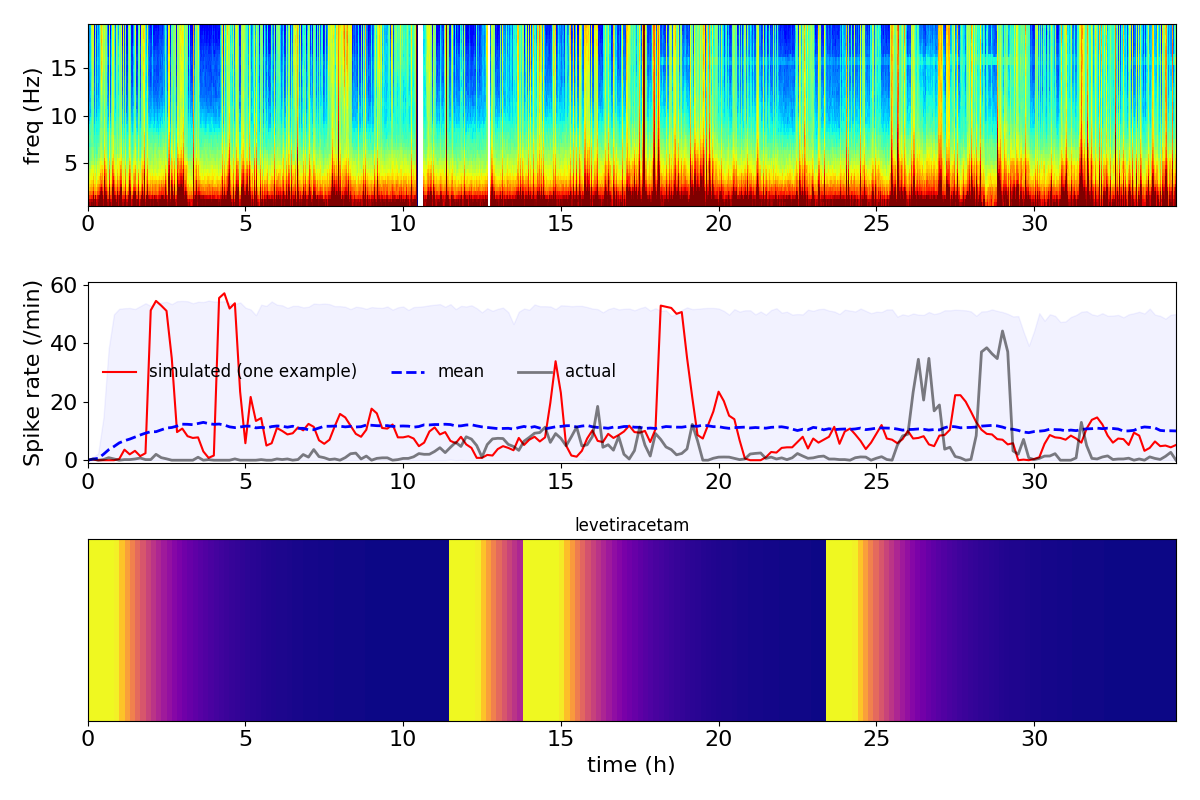 freq (Hz)
15
10
5
0 5 10 15 20 25 30
Spike rate (/min)
60
40
20
0
simulated (one example) mean actual
0 5 10 15 20 25 30
levetiracetam
0 5 10 15 20 25 30
time (h)